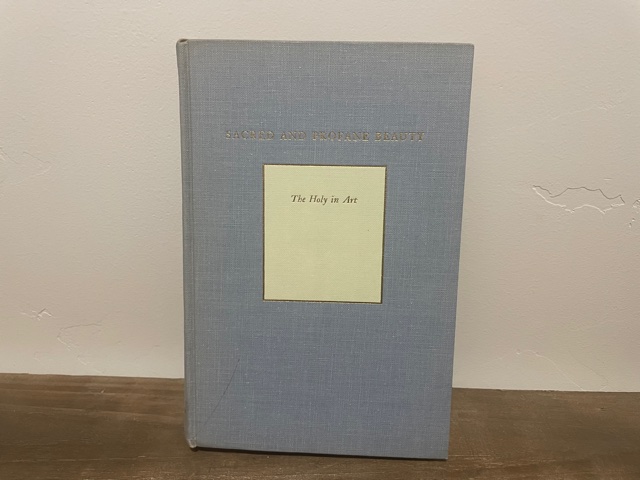 SACRED AND PROFANE BEAUTY
The Holy in Art